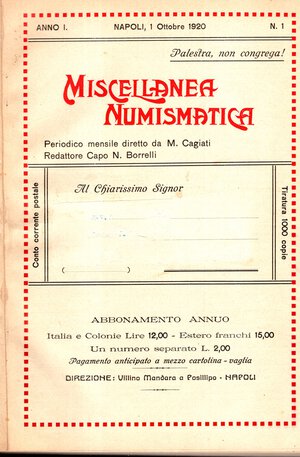 ANNO I. NAPOLI, 1 Ottobre 1920 N. 1
Palestra, non congrega!
MISCELLANEA
NUMISMATICA
Periodico mensile diretto da M. Cagiati
Redattore Capo N. Borrelli
Conto corrente postale
Al Chiarissimo Signor
( )
Tiratura 1000 copie
ABBONAMENTO ANNUO
Italia e Colonie Lire 12,00 - Estero franchi 15,00
Un numero separato L. 2,00
Pagamento anticipato a mezzo cartolina - vaglia
DIREZIONE: Villino Mandara a Posillipo - NAPOLI